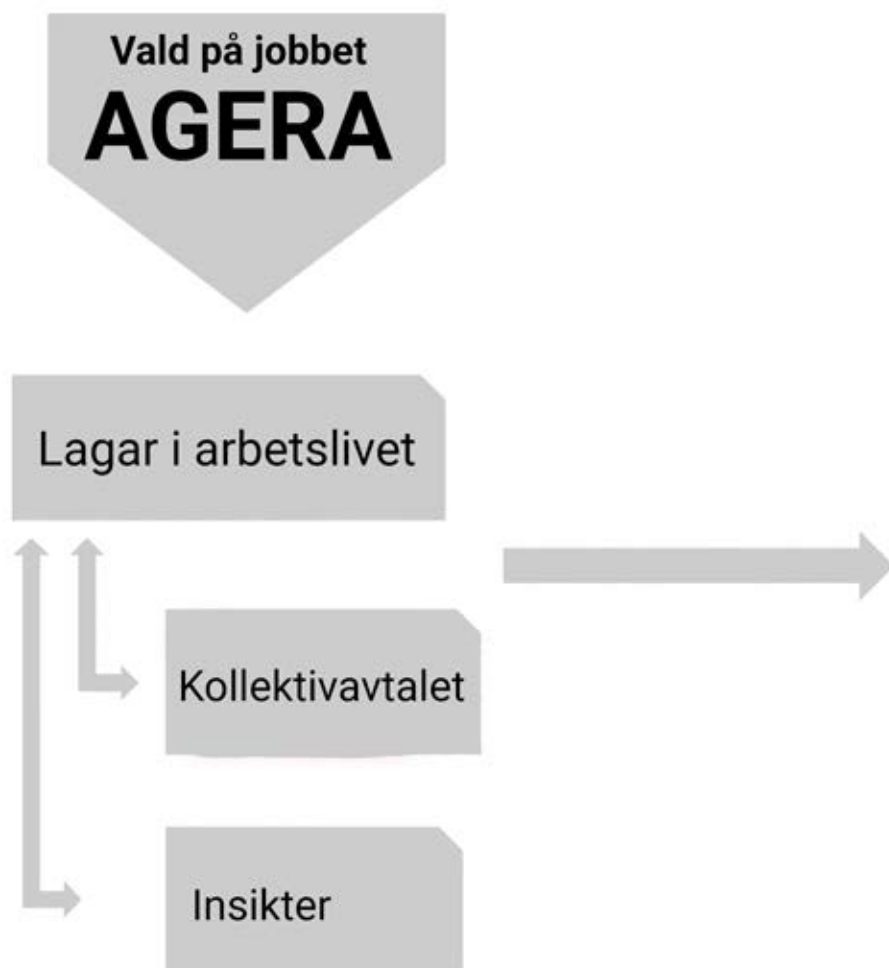 Vald på jobbet
AGERA
Lagar i arbetslivet
Kollektivavtalet
Insikter